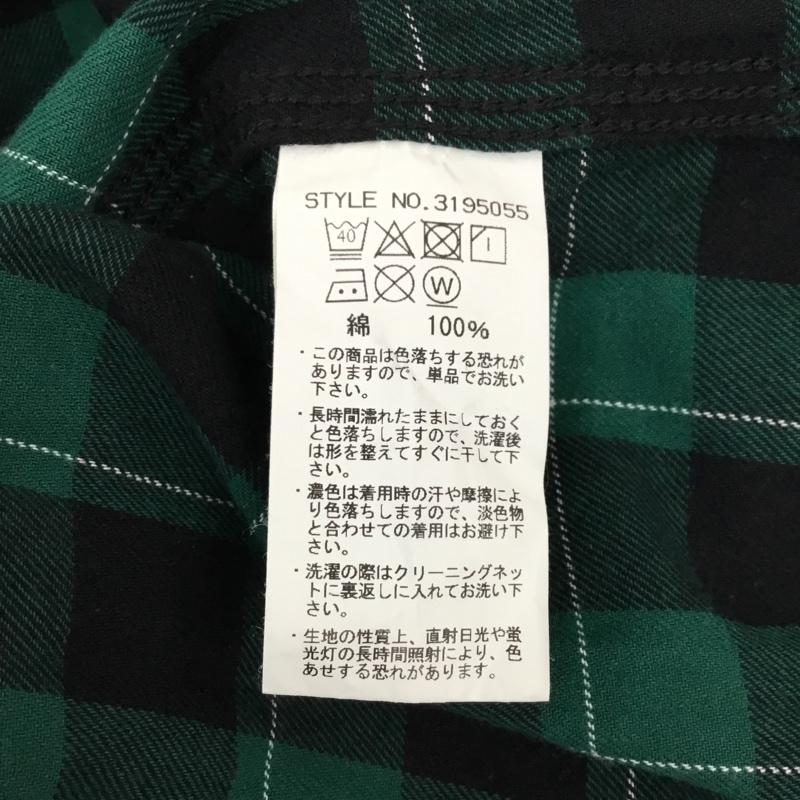 STYLE NO.3195055
40
W
綿 100%
・この商品は色落ちする恐れが
ありますので、単品でお洗い
下さい。
・長時間濡れたままにしておく
と色落ちしますので、洗濯後
は形を整えてすぐに干して下
さい。
・濃色は着用時の汗や摩擦によ
り色落ちしますので、淡色物
と合わせての着用はお避け下
さい。
・洗濯の際はクリーニングネッ
トに裏返しに入れてお洗い下
さい。
・生地の性質上、直射日光や蛍
光灯の長時間照射により、色
あせする恐れがあります。